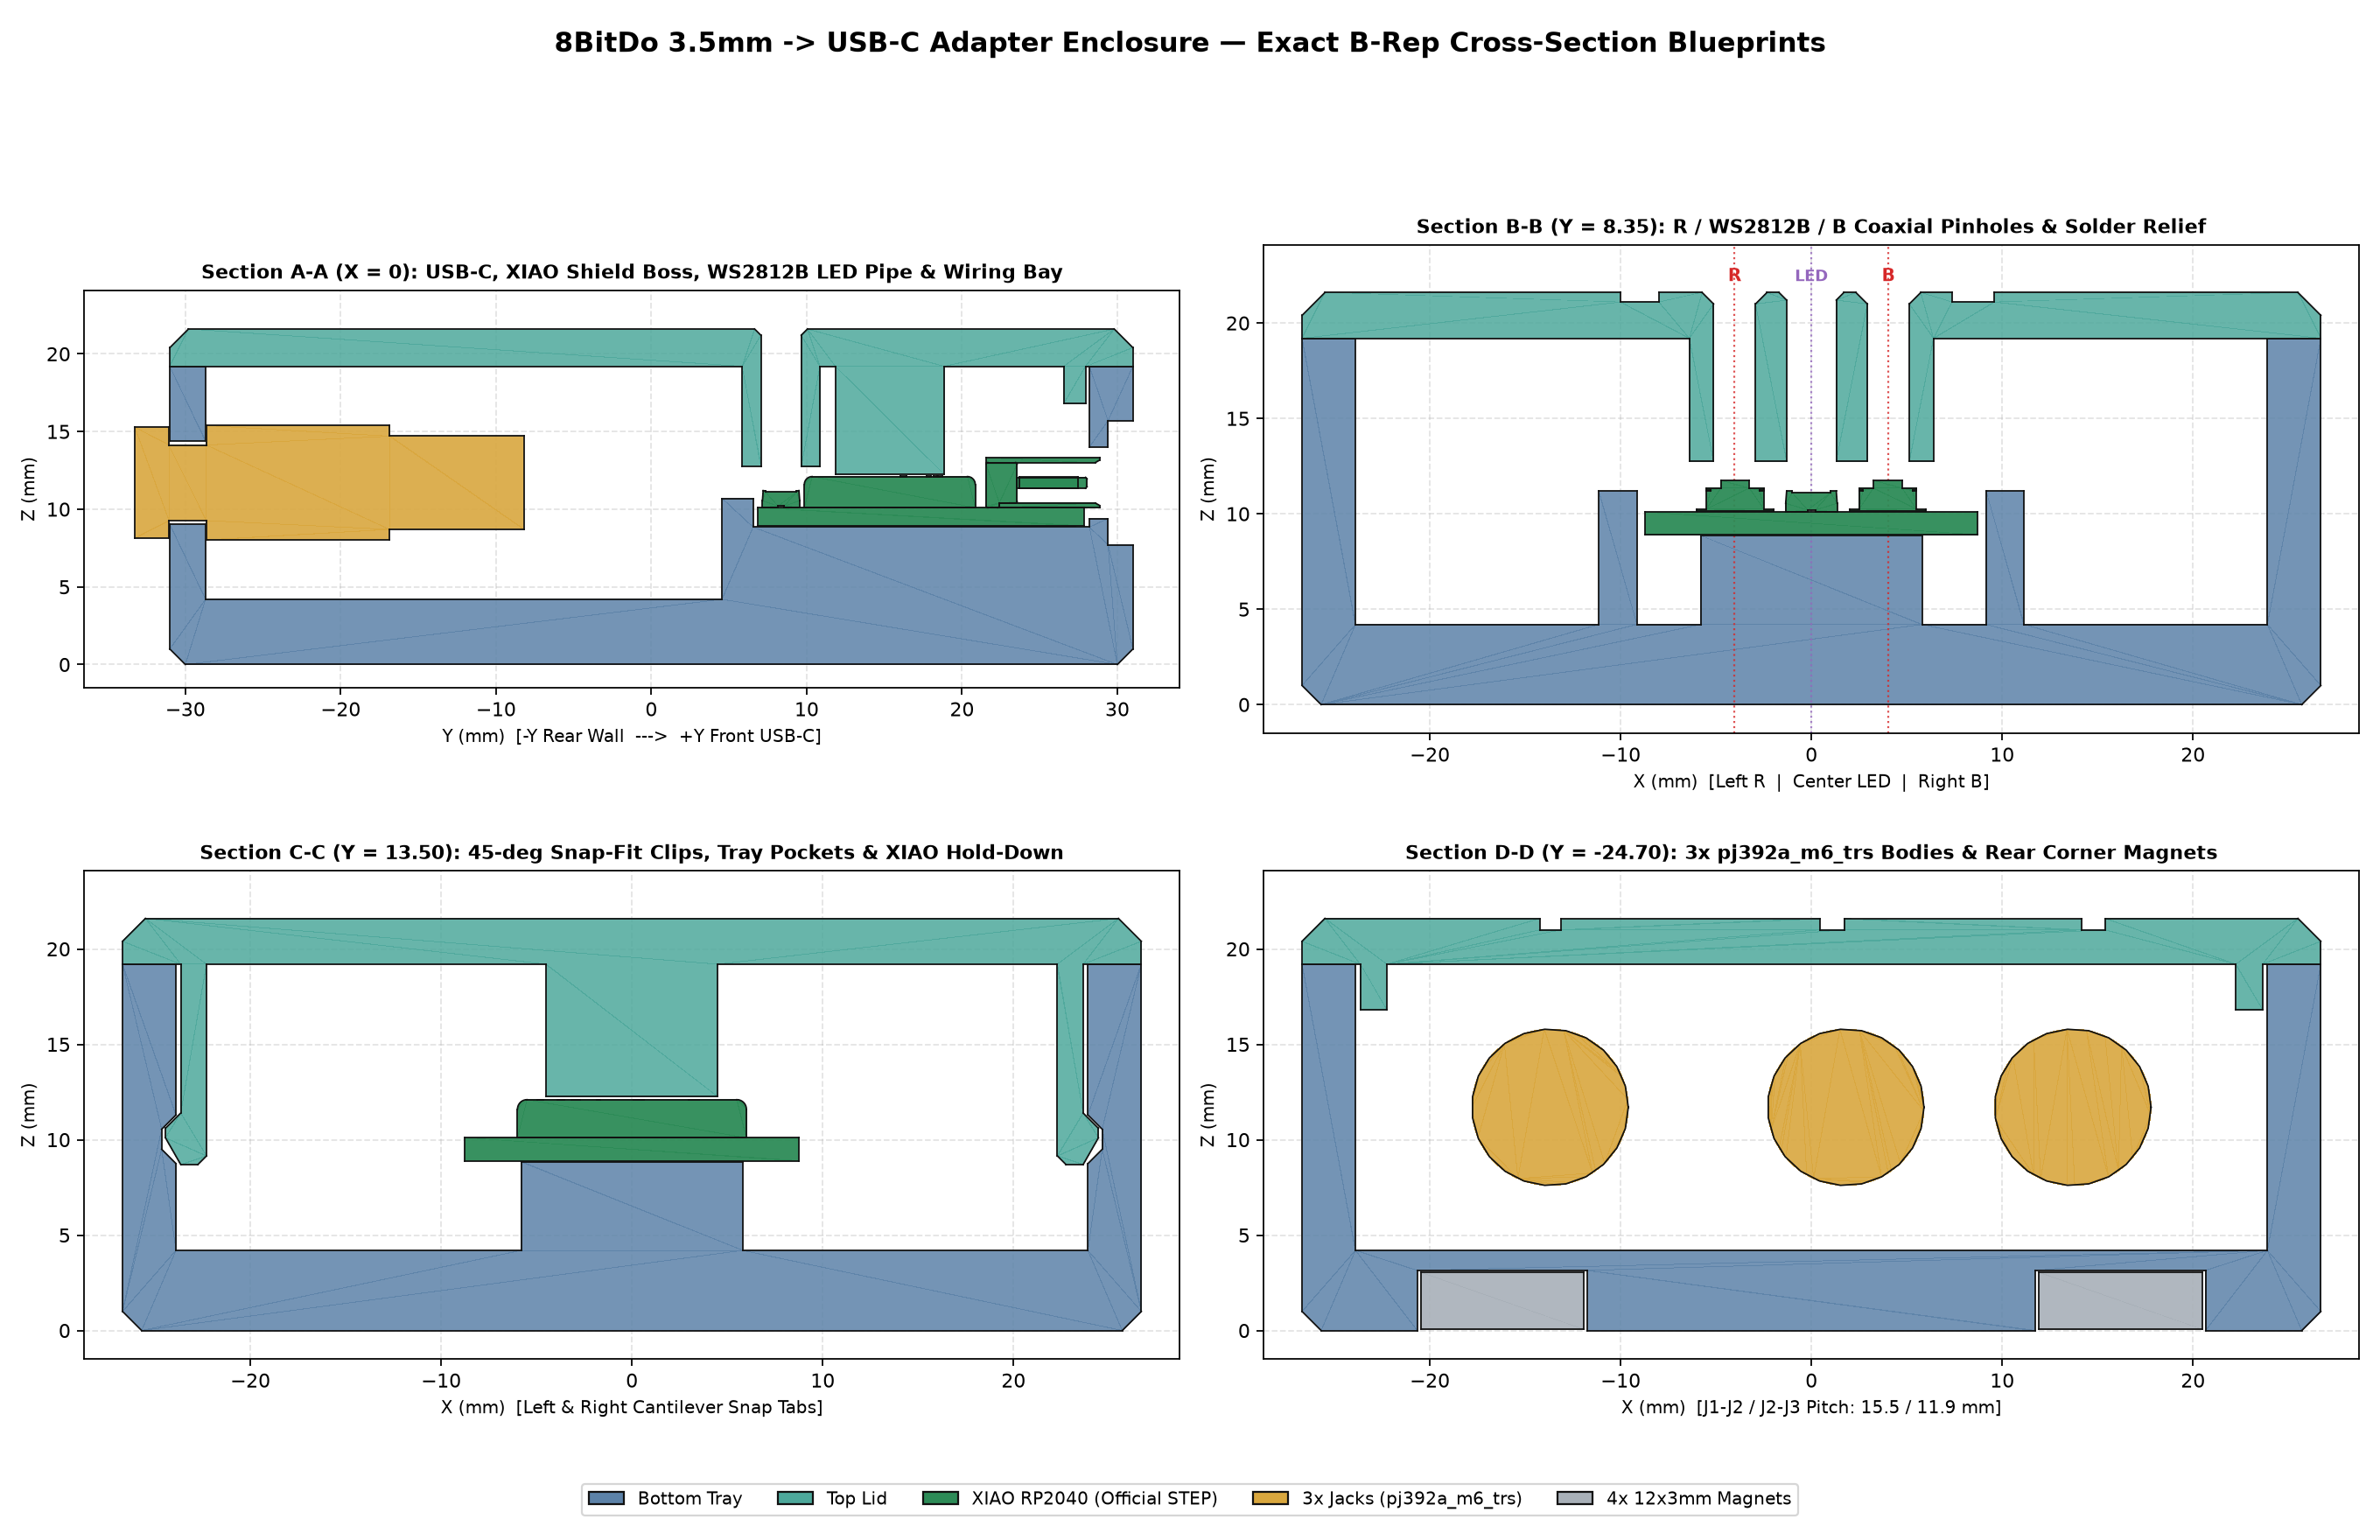 8BitDo 3.5mm -> USB-C Adapter Enclosure — Exact B-Rep Cross-Section Blueprints
Section A-A (X = 0): USB-C, XIAO Shield Boss, WS2812B LED Pipe & Wiring Bay
Z (mm)
20
15
10
5
0
−30
−20
−10
0
10
20
30
Y (mm)  [-Y Rear Wall  --->  +Y Front USB-C]
Section B-B (Y = 8.35): R / WS2812B / B Coaxial Pinholes & Solder Relief
R
LED
B
Z (mm)
20
15
10
5
0
−20
−10
0
10
20
X (mm)  [Left R  |  Center LED  |  Right B]
Section C-C (Y = 13.50): 45-deg Snap-Fit Clips, Tray Pockets & XIAO Hold-Down
Z (mm)
20
15
10
5
0
−20
−10
0
10
20
X (mm)  [Left & Right Cantilever Snap Tabs]
Section D-D (Y = -24.70): 3x pj392a_m6_trs Bodies & Rear Corner Magnets
Z (mm)
20
15
10
5
0
−20
−10
0
10
20
X (mm)  [J1-J2 / J2-J3 Pitch: 15.5 / 11.9 mm]
Bottom Tray
Top Lid
XIAO RP2040 (Official STEP)
3x Jacks (pj392a_m6_trs)
4x 12x3mm Magnets